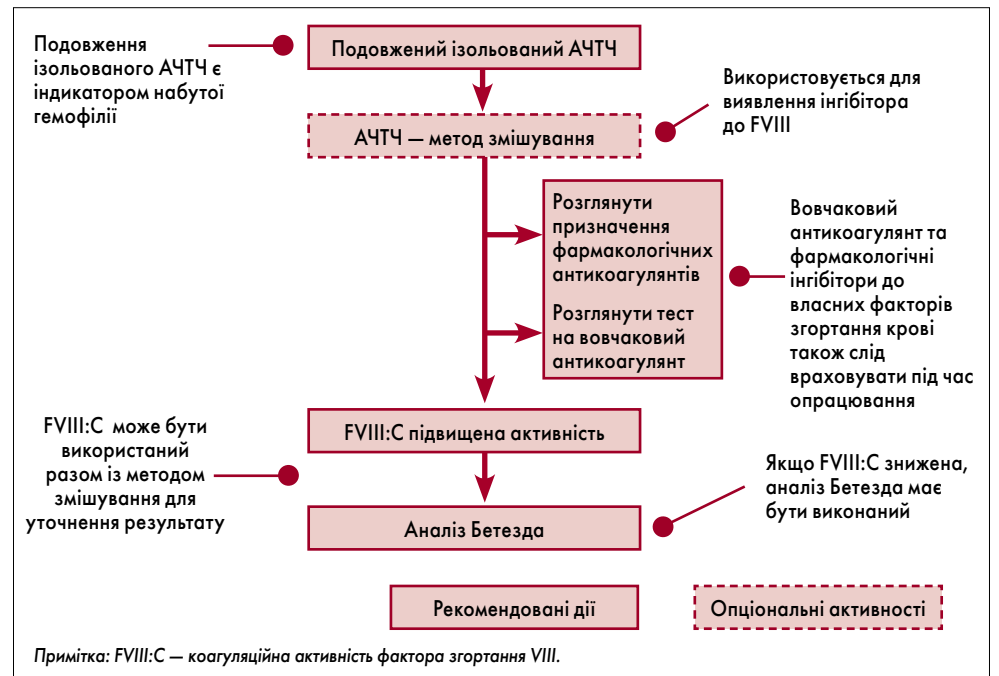 Подовження
ізольованого АЧТЧ є
індикатором набутої
гемофілії
Подовжений ізольований АЧТЧ
Використовується для
виявлення інгібітора
до FVIII
АЧТЧ — метод змішування
Розглянути
призначення
фармакологічних
антикоагулянтів
Розглянути тест
на вовчаковий
антикоагулянт
Вовчаковий
антикоагулянт та
фармакологічні
інгібітори до
власних факторів
згортання крові
також слід
враховувати під час
опрацювання
FVIII:C підвищена активність
FVIII:C може бути
використаний
разом із методом
змішування для
уточнення результату
Якщо FVIII:C знижена,
аналіз Бетезда має
бути виконаний
Аналіз Бетезда
Рекомендовані дії
Опціональні активності
Примітка: FVIII:C — коагуляційна активність фактора згортання VIII.